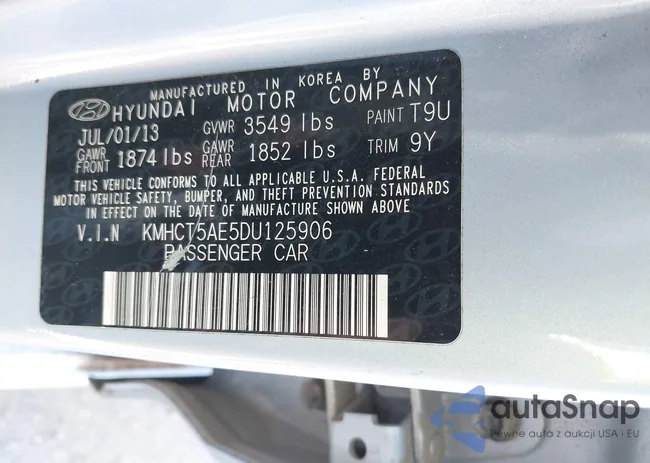 MANUFACTURED IN KOREA BY
HYUNDAI MOTOR COMPANY
JUL/01/13 GVWR 3549 lbs PAINT T9U
GAWR FRONT 1874 lbs GAWR REAR 1852 lbs TRIM 9Y
THIS VEHICLE CONFORMS TO ALL APPLICABLE U.S.A. FEDERAL
MOTOR VEHICLE SAFETY, BUMPER, AND THEFT PREVENTION STANDARDS
IN EFFECT ON THE DATE OF MANUFACTURE SHOWN ABOVE
V.I.N KMHCT5AE5DU125906
PASSENGER CAR
autaSnap
Pewne auta z aukcji USA i EU